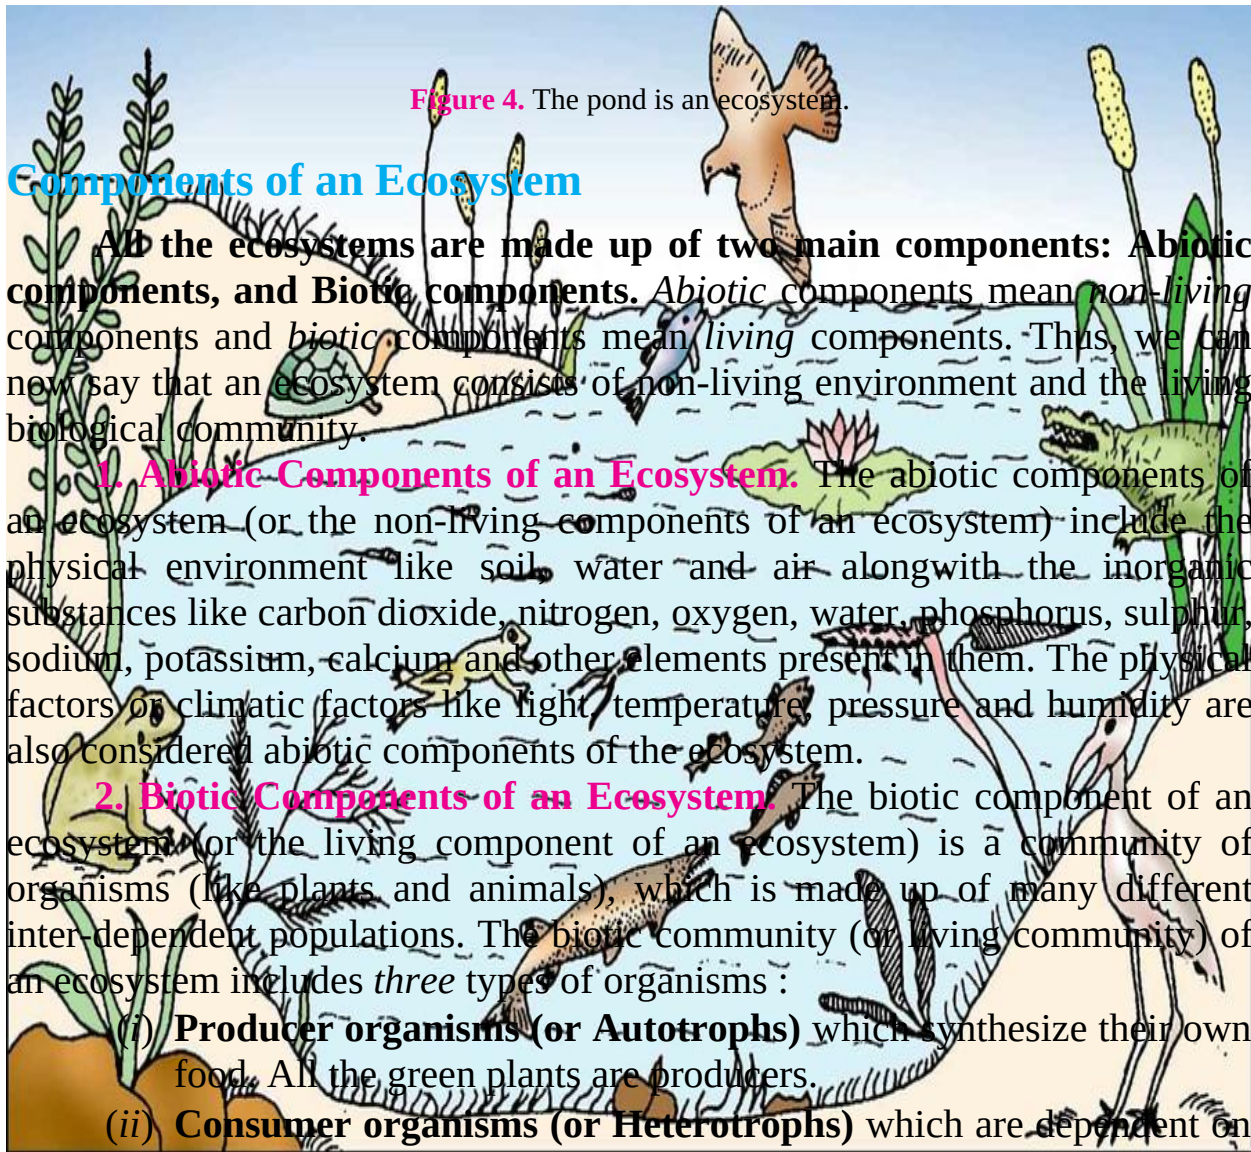 Figure 4. The pond is an ecosystem.
Components of an Ecosystem
All the ecosystems are made up of two main components: Abiotic
components, and Biotic components. Abiotic components mean non-living
components and biotic components mean living components. Thus, we can
now say that an ecosystem consists of non-living environment and the living
biological community.
1. Abiotic Components of an Ecosystem. The abiotic components of
an ecosystem (or the non-living components of an ecosystem) include the
physical environment like soil, water and air alongwith the inorganic
substances like carbon dioxide, nitrogen, oxygen, water, phosphorus, sulphur,
sodium, potassium, calcium and other elements present in them. The physical
factors or climatic factors like light, temperature, pressure and humidity are
also considered abiotic components of the ecosystem.
2. Biotic Components of an Ecosystem. The biotic component of an
ecosystem (or the living component of an ecosystem) is a community of
organisms (like plants and animals), which is made up of many different
inter-dependent populations. The biotic community (or living community) of
an ecosystem includes three types of organisms :
(i) Producer organisms (or Autotrophs) which synthesize their own
food. All the green plants are producers.
(ii) Consumer organisms (or Heterotrophs) which are dependent on